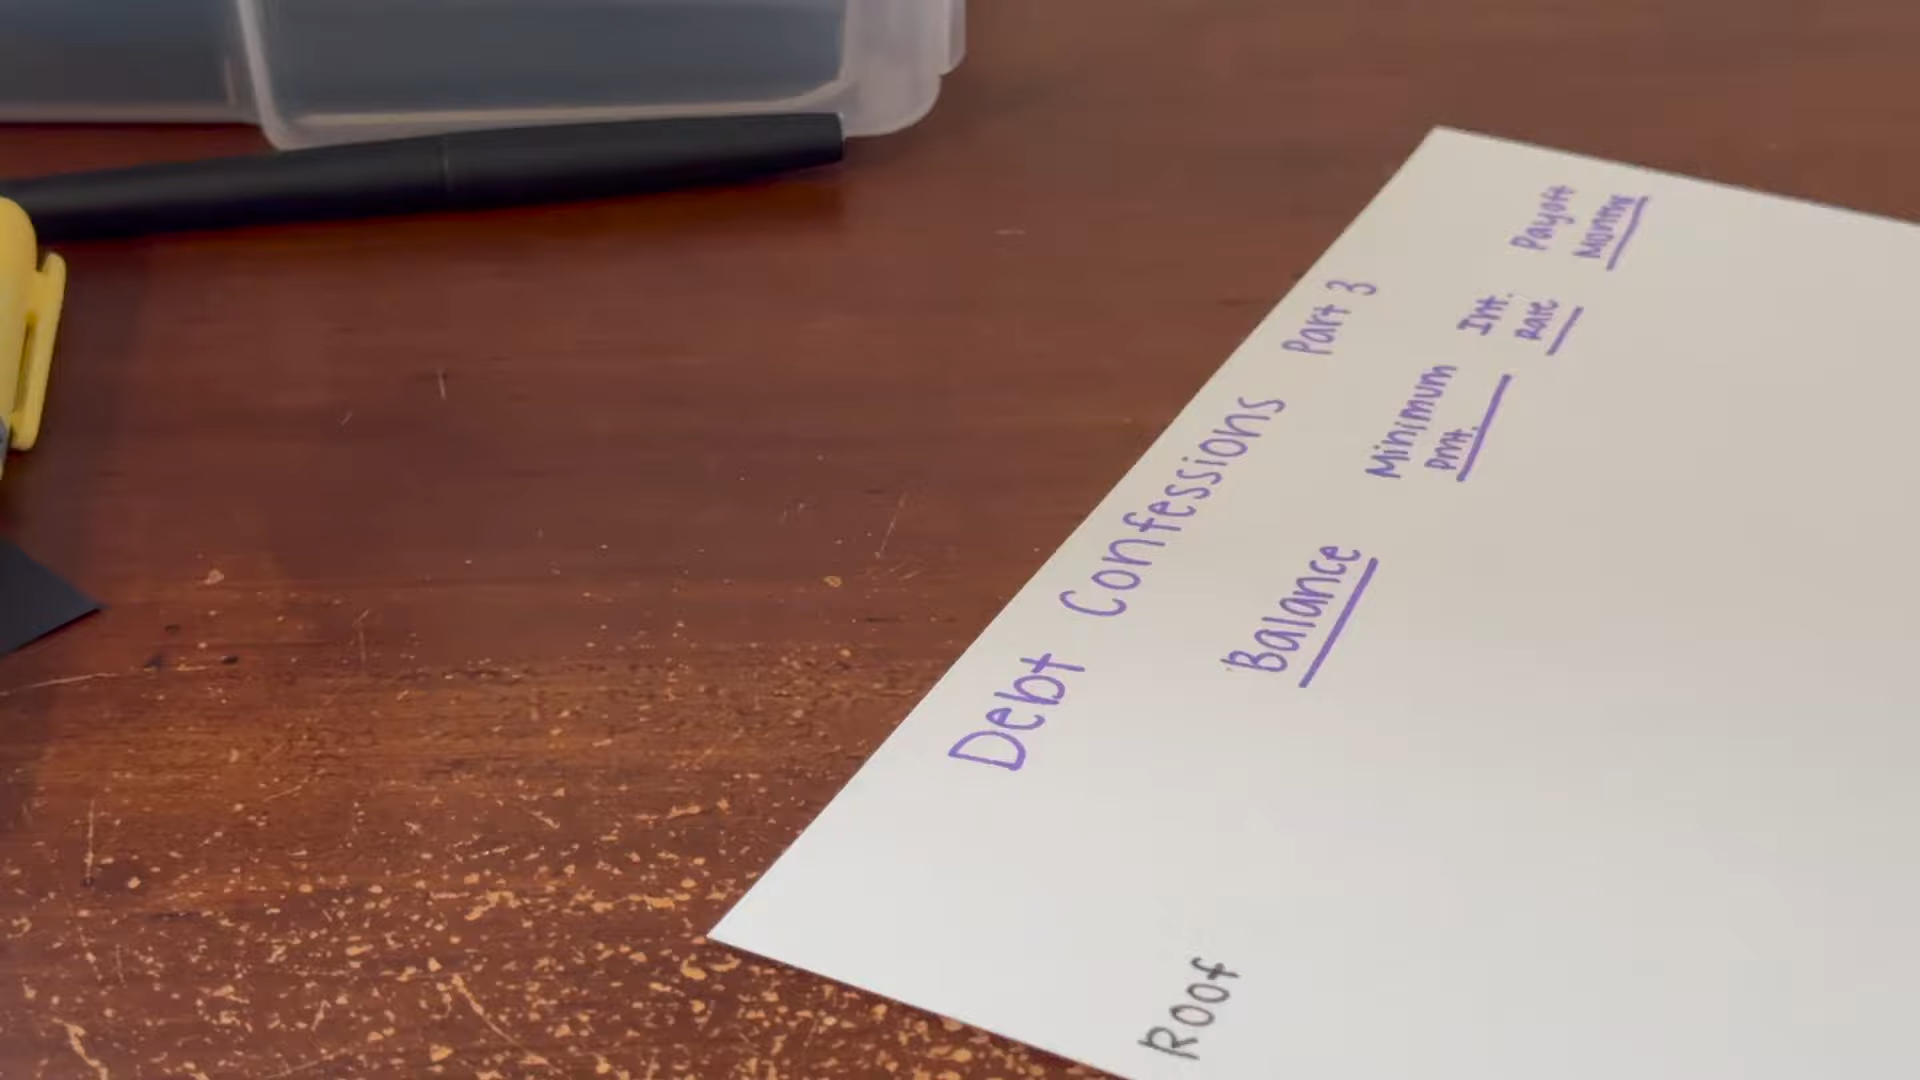 Debt Confessions Part 3
Balance
Minimum
Pmt.
Int.
Rate
Payoff
Months
Roof